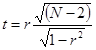 t = r √(N − 2) / √(1 − r²)